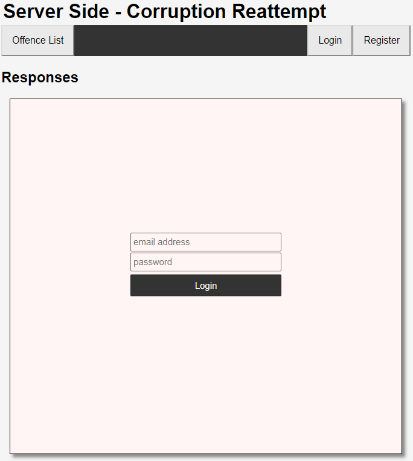 Server Side - Corruption Reattempt
Offence List Login Register
Responses
email address
password
Login